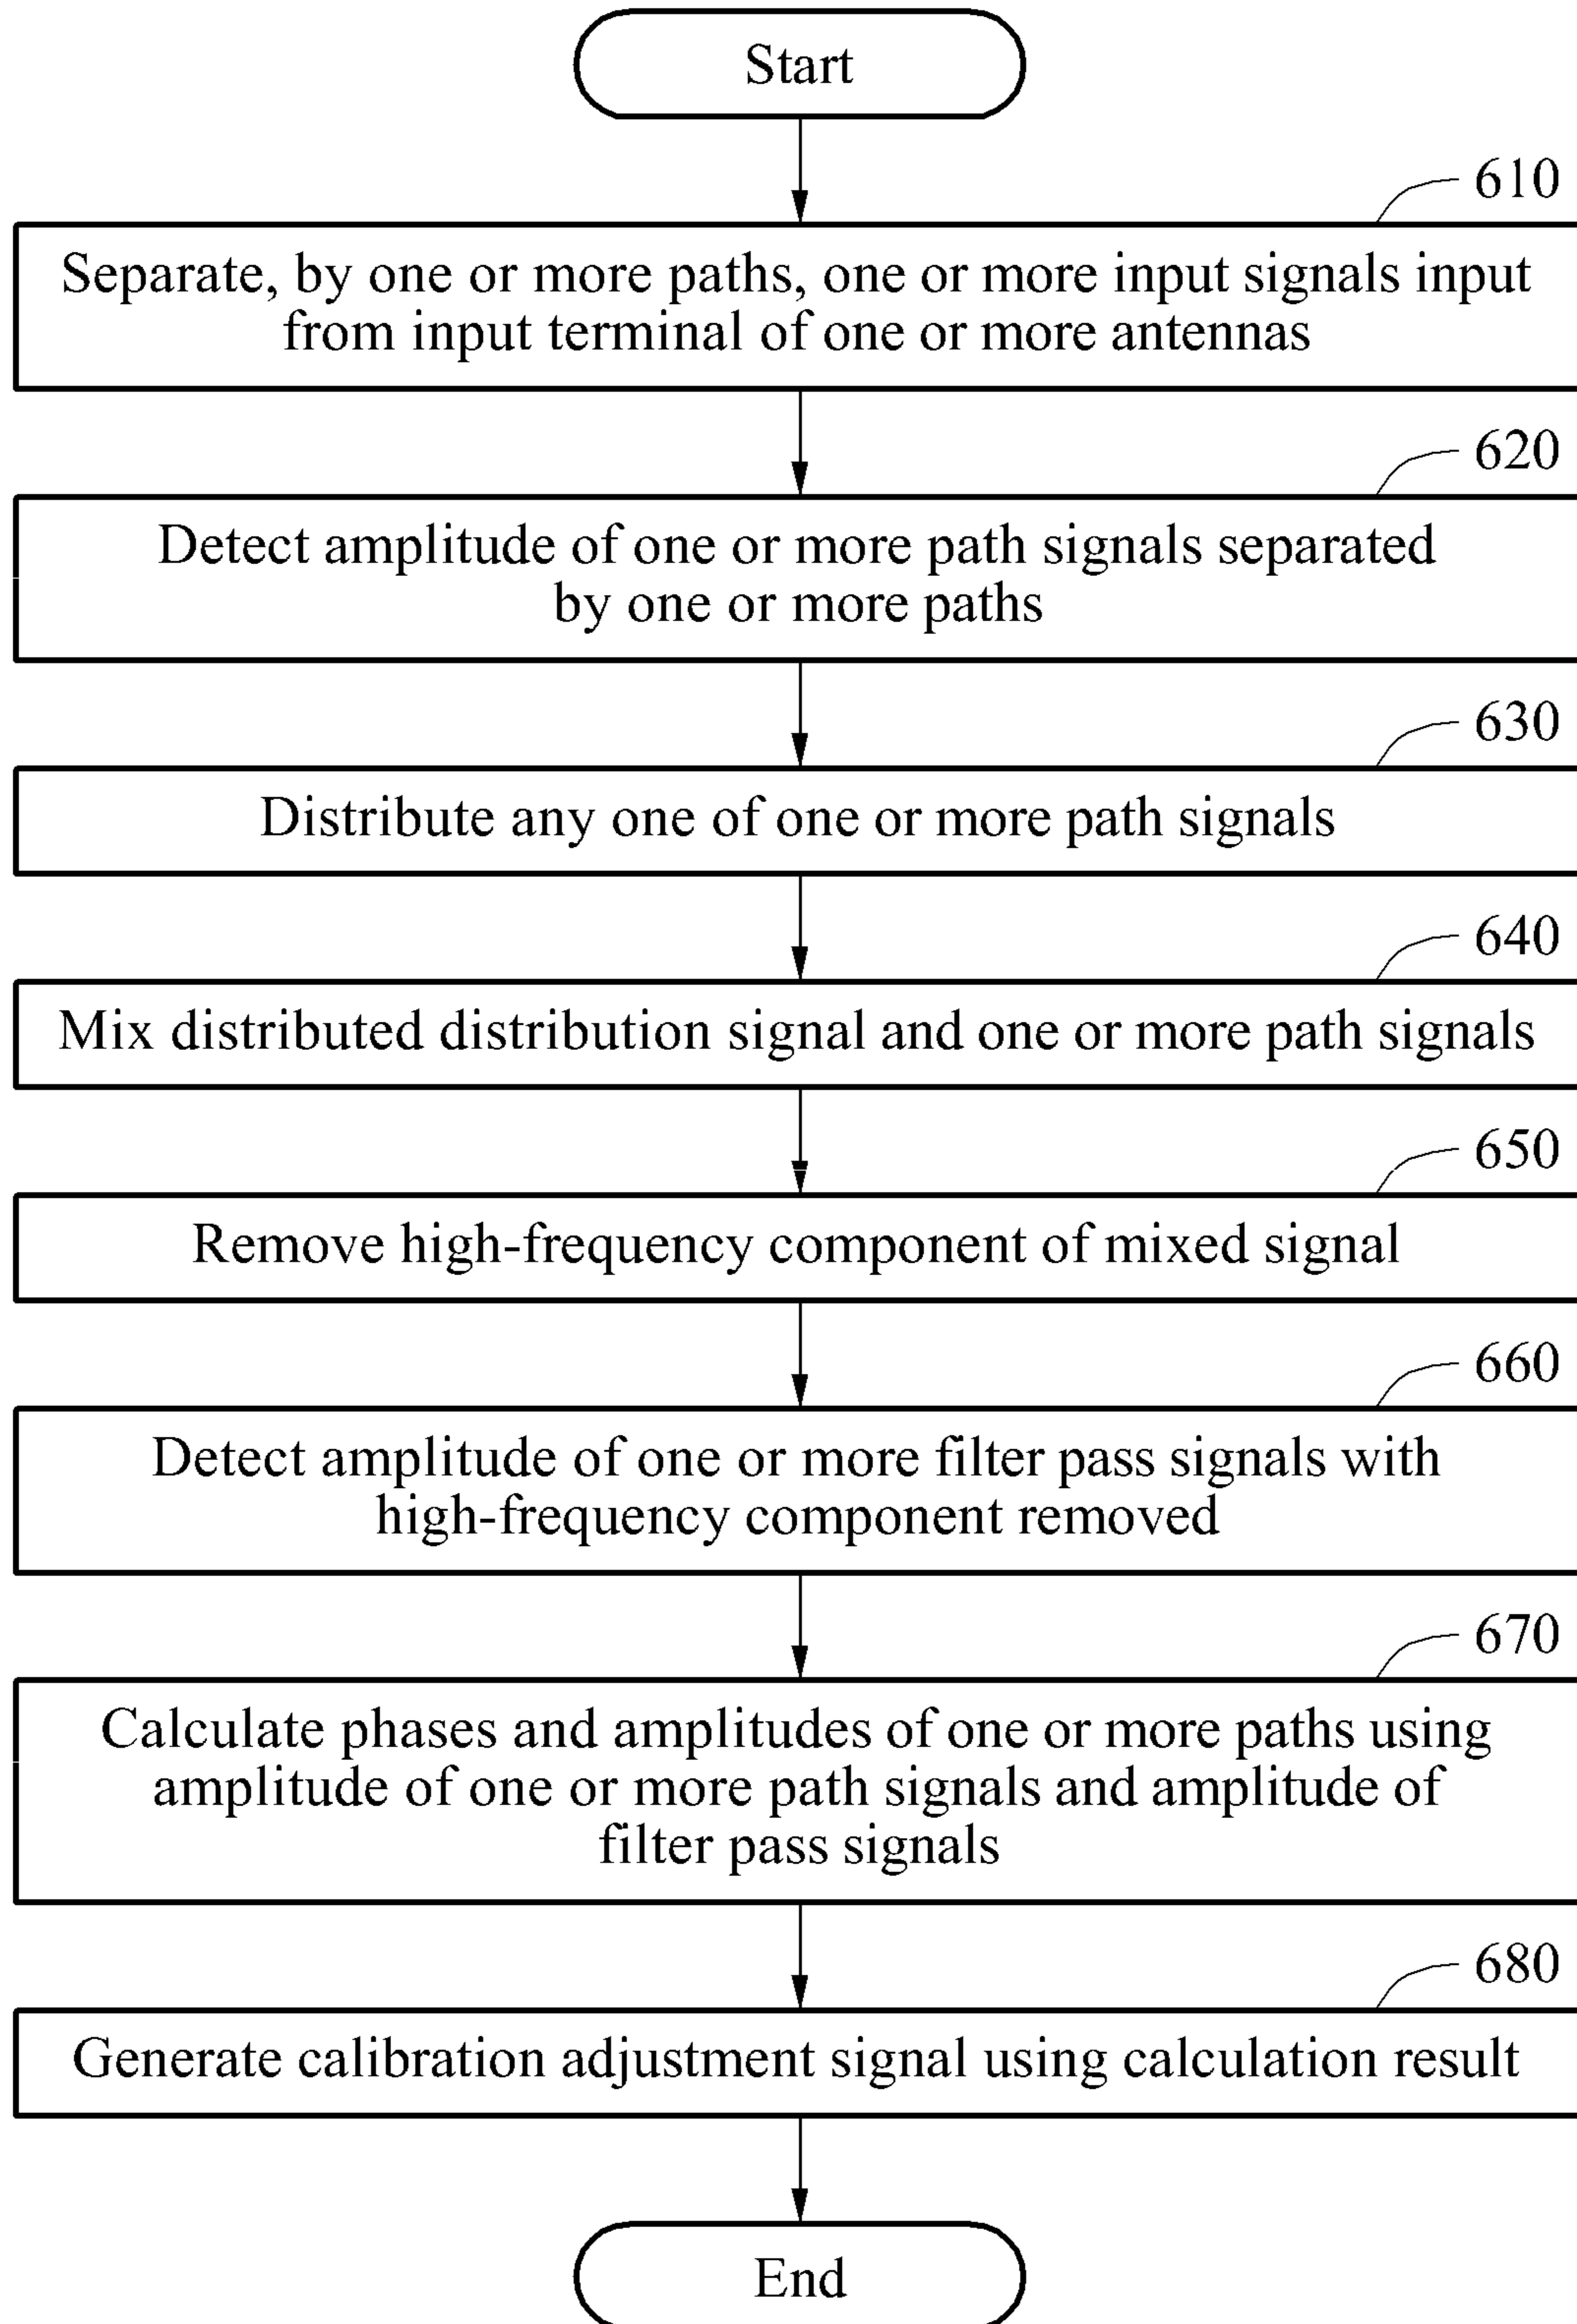 Start
610
Separate, by one or more paths, one or more input signals input
from input terminal of one or more antennas
620
Detect amplitude of one or more path signals separated
by one or more paths
630
Distribute any one of one or more path signals
640
Mix distributed distribution signal and one or more path signals
650
Remove high-frequency component of mixed signal
660
Detect amplitude of one or more filter pass signals with
high-frequency component removed
670
Calculate phases and amplitudes of one or more paths using
amplitude of one or more path signals and amplitude of
filter pass signals
680
Generate calibration adjustment signal using calculation result
End